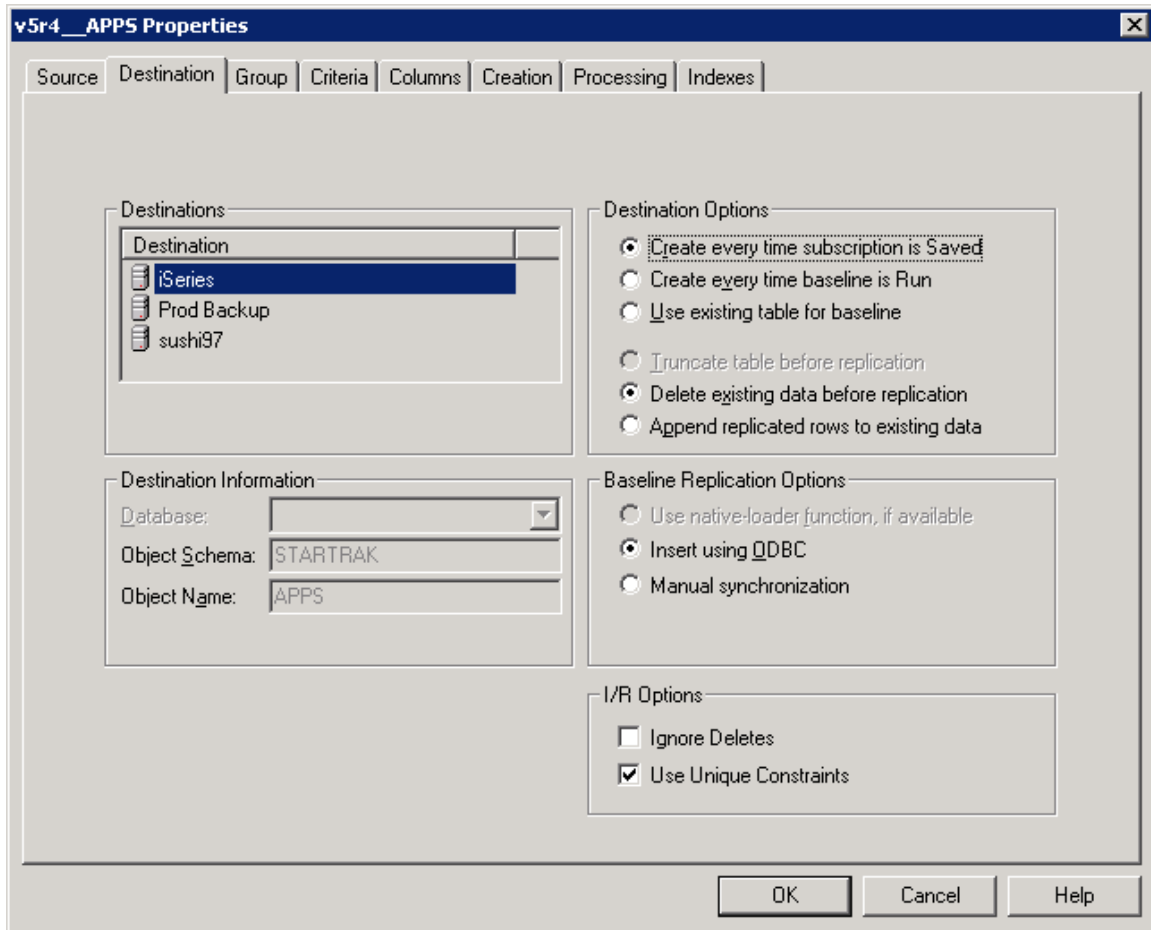 v5r4__APPS Properties
Source Destination Group Criteria Columns Creation Processing Indexes
Destinations
Destination
iSeries
Prod Backup
sushi97
Destination Options
Create every time subscription is Saved
Create every time baseline is Run
Use existing table for baseline
Truncate table before replication
Delete existing data before replication
Append replicated rows to existing data
Destination Information
Database:
Object Schema: STARTRAK
Object Name: APPS
Baseline Replication Options
Use native-loader function, if available
Insert using ODBC
Manual synchronization
I/R Options
Ignore Deletes
Use Unique Constraints
OK Cancel Help